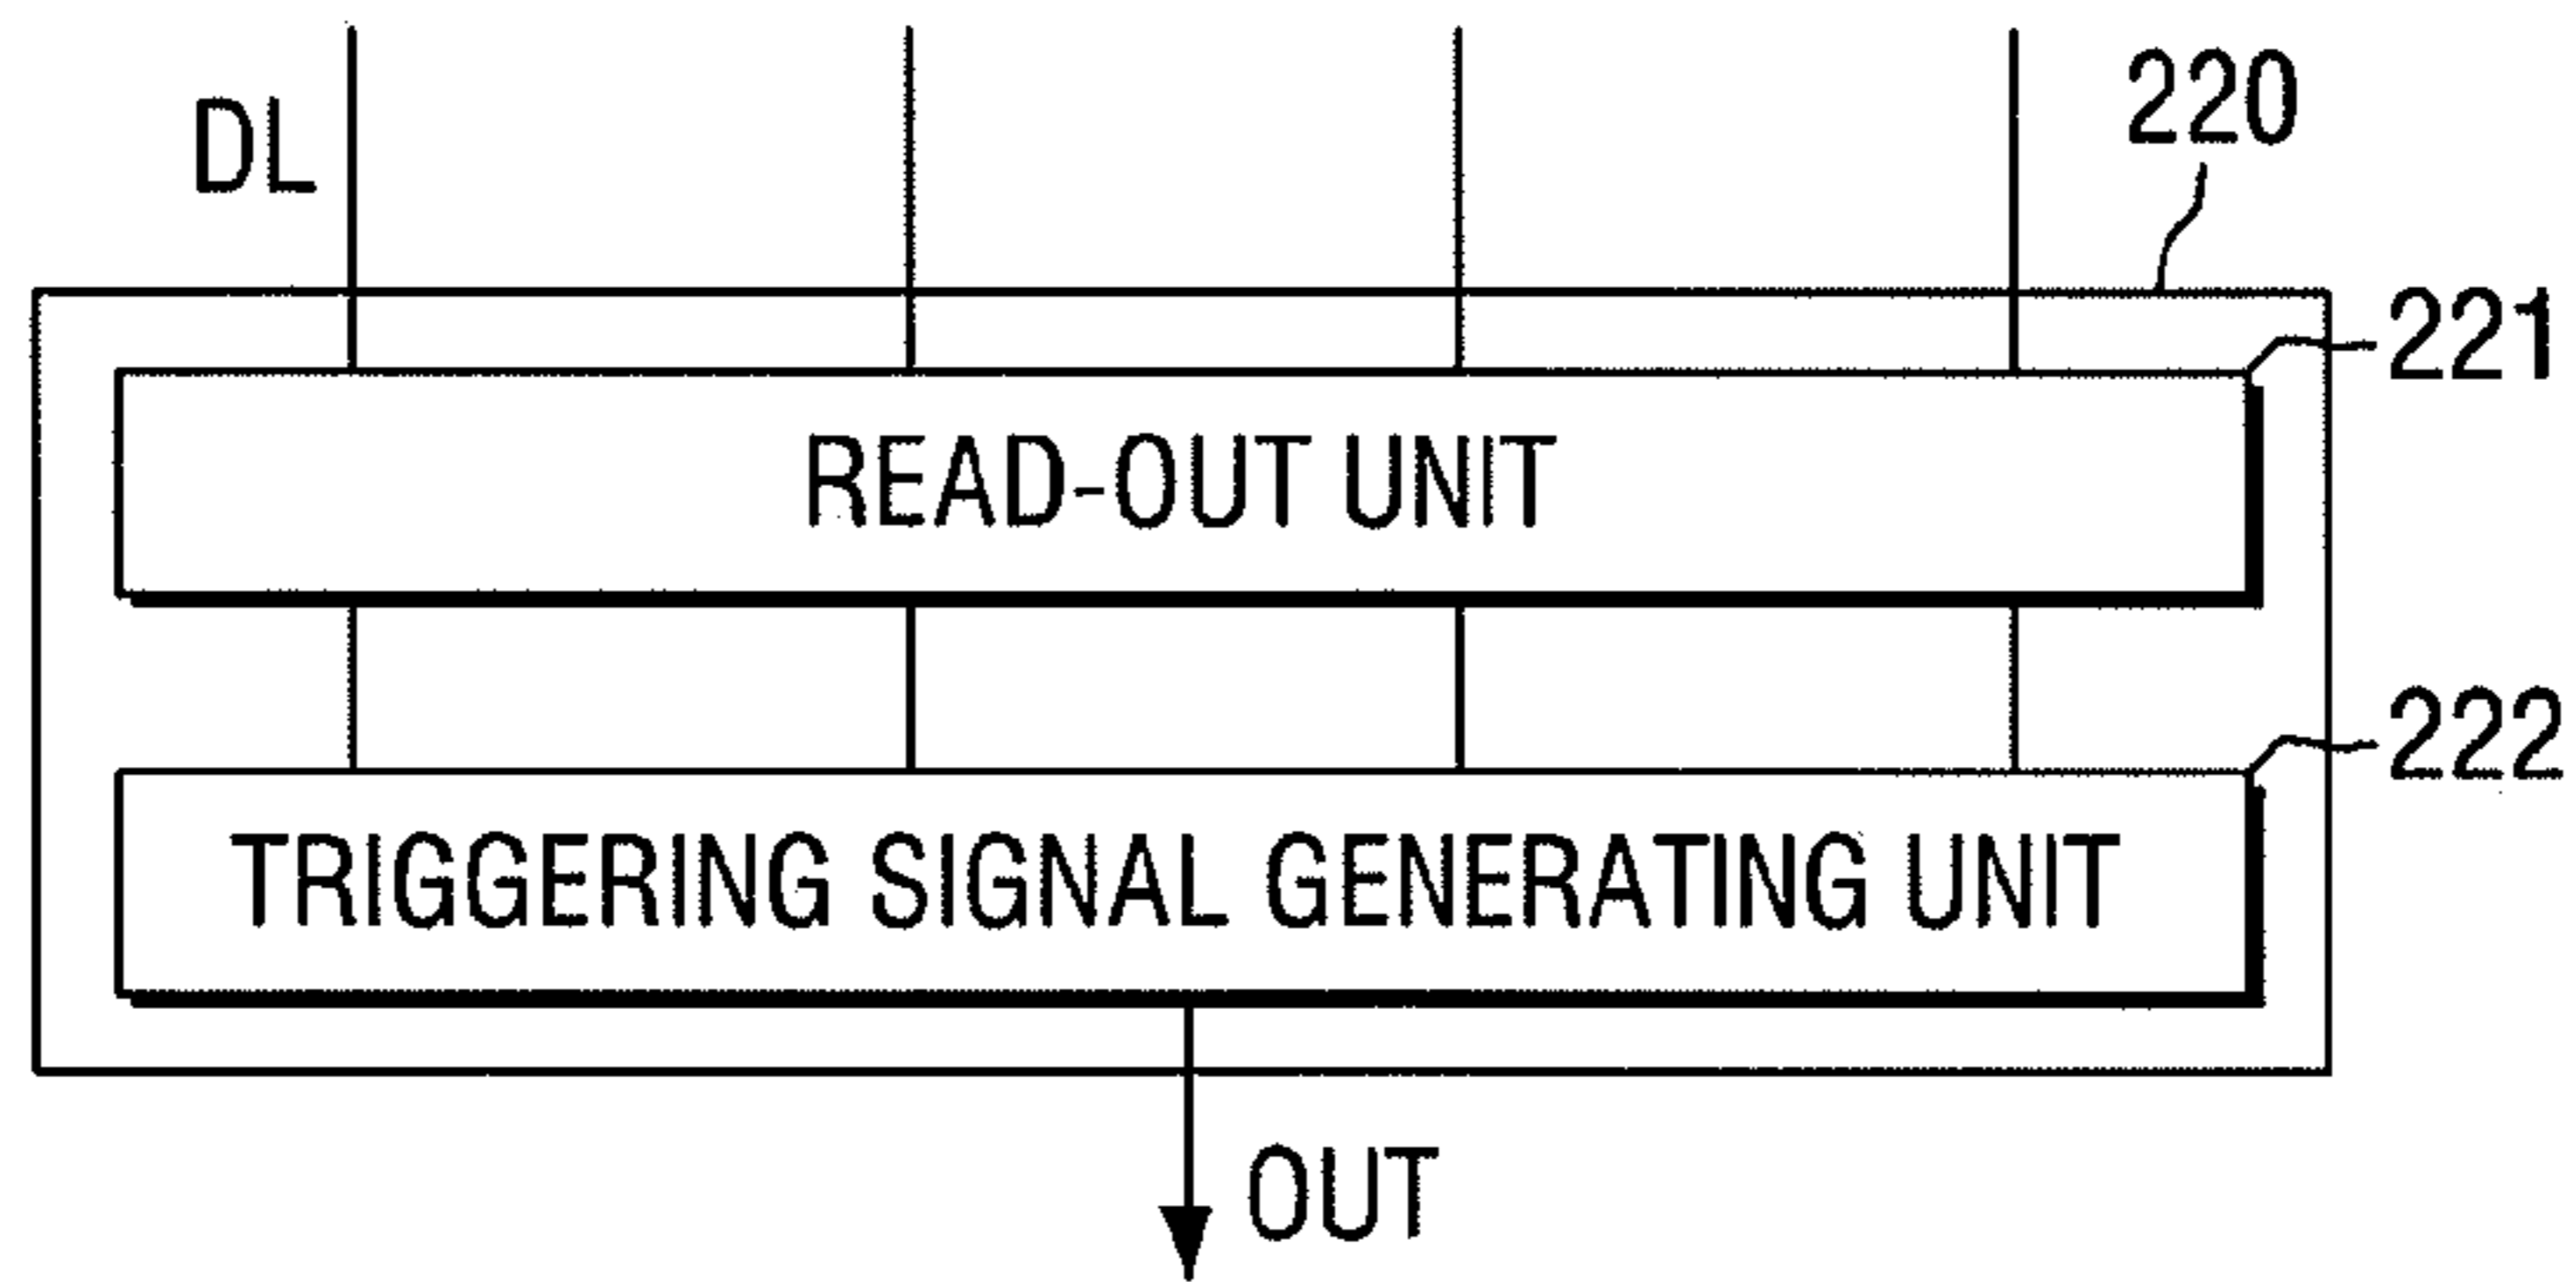 DL
220
221
READ-OUT UNIT
222
TRIGGERING SIGNAL GENERATING UNIT
OUT